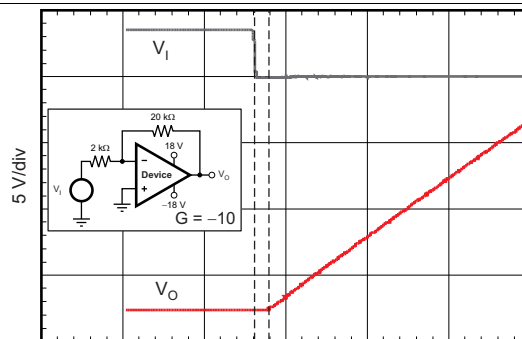 V_I
20 kΩ
2 kΩ
18 V
–
Device
V_O
+
V_I
–18 V
G = –10
5 V/div
V_O